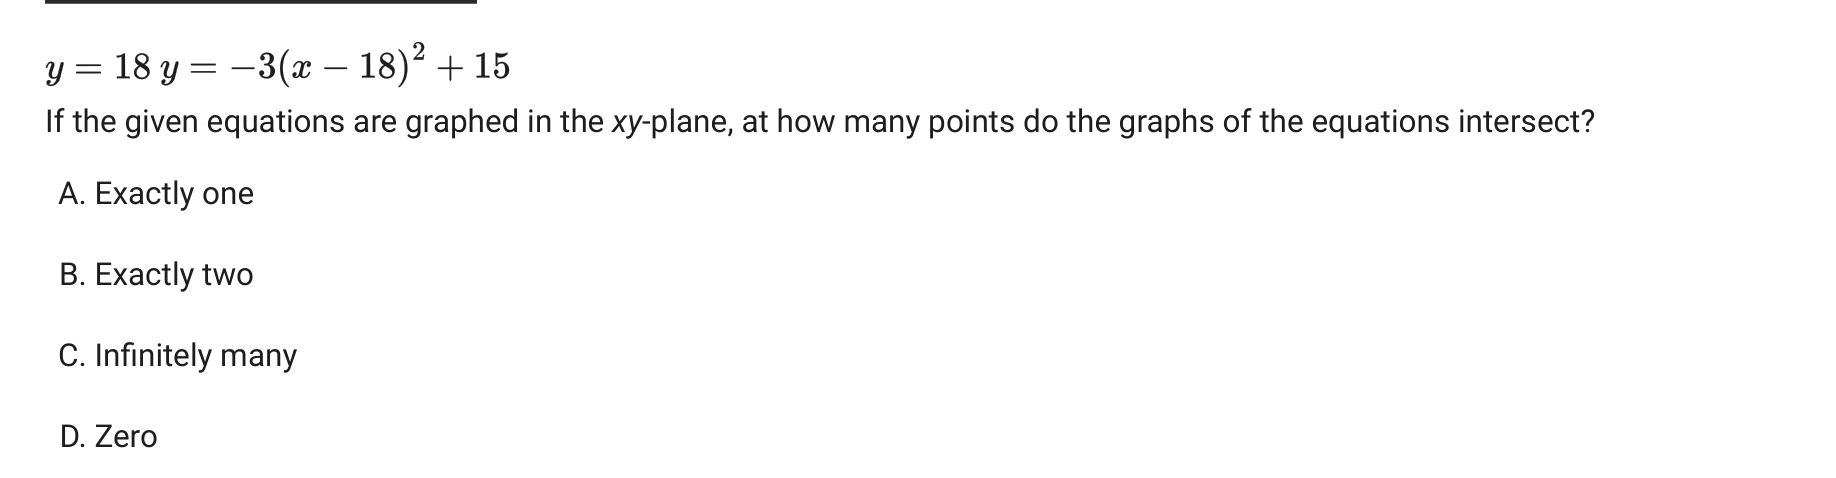 y = 18 y = −3(x − 18)² + 15
If the given equations are graphed in the xy-plane, at how many points do the graphs of the equations intersect?
A. Exactly one
B. Exactly two
C. Infinitely many
D. Zero